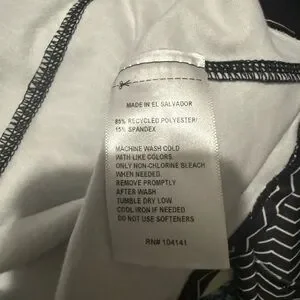 MADE IN EL SALVADOR
85% RECYCLED POLYESTER
15% SPANDEX
MACHINE WASH COLD
WITH LIKE COLORS.
ONLY NON-CHLORINE BLEACH
WHEN NEEDED.
REMOVE PROMPTLY
AFTER WASH
TUMBLE DRY LOW
COOL IRON IF NEEDED
DO NOT USE SOFTENERS
RN# 104141